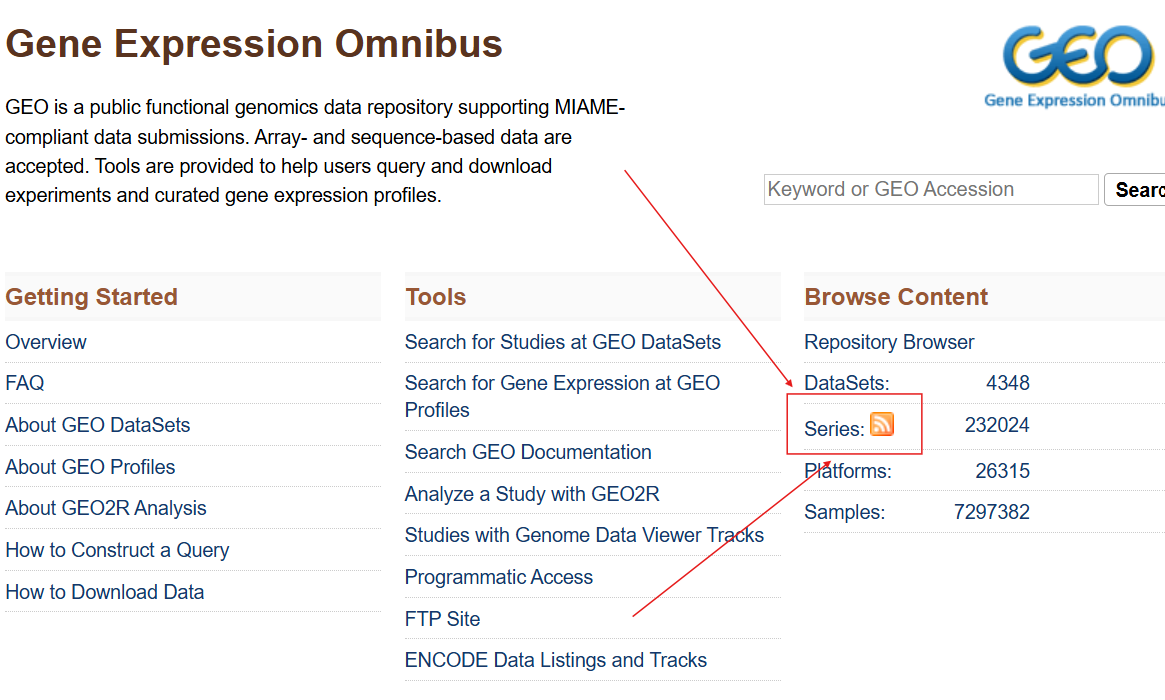 Gene Expression Omnibus
GEO
Gene Expression Omnibu
GEO is a public functional genomics data repository supporting MIAME-
compliant data submissions. Array- and sequence-based data are
accepted. Tools are provided to help users query and download
experiments and curated gene expression profiles.
Keyword or GEO Accession
Searc
Getting Started
Overview
FAQ
About GEO DataSets
About GEO Profiles
About GEO2R Analysis
How to Construct a Query
How to Download Data
Tools
Search for Studies at GEO DataSets
Search for Gene Expression at GEO
Profiles
Search GEO Documentation
Analyze a Study with GEO2R
Studies with Genome Data Viewer Tracks
Programmatic Access
FTP Site
ENCODE Data Listings and Tracks
Browse Content
Repository Browser
DataSets: 4348
Series: 232024
Platforms: 26315
Samples: 7297382